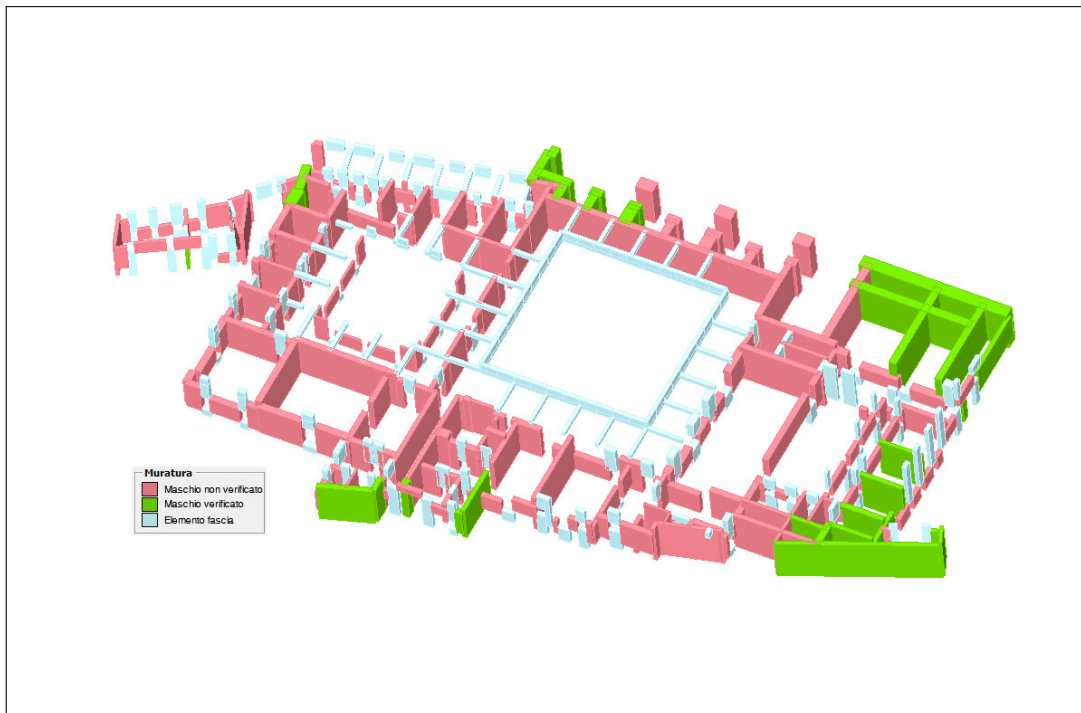 Muratura
Maschio non verificato
Maschio verificato
Elemento fascia